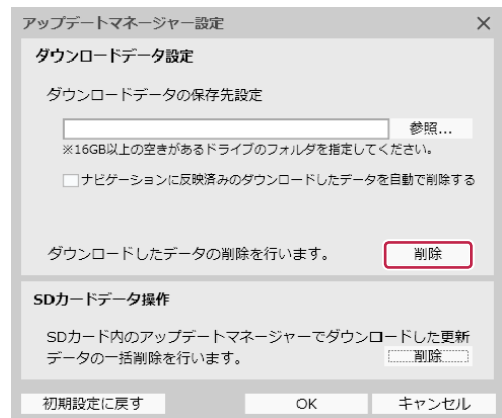 アップデートマネージャー設定
ダウンロードデータ設定
ダウンロードデータの保存先設定
参照...
※16GB以上の空きがあるドライブのフォルダを指定してください。
ナビゲーションに反映済みのダウンロードしたデータを自動で削除する
ダウンロードしたデータの削除を行います。 削除
SDカードデータ操作
SDカード内のアップデートマネージャーでダウンロードした更新
データの一括削除を行います。 削除
初期設定に戻す OK キャンセル